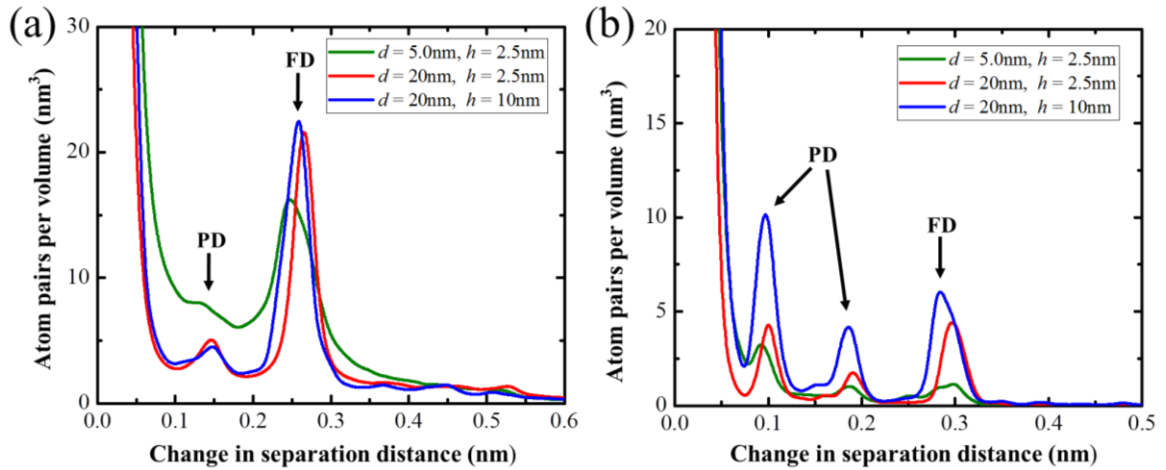 (a)
30
20
10
0
Atom pairs per volume (nm³)
d = 5.0nm, h = 2.5nm
d = 20nm, h = 2.5nm
d = 20nm, h = 10nm
FD
PD
0.0 0.1 0.2 0.3 0.4 0.5 0.6
Change in separation distance (nm)
(b)
20
15
10
5
0
Atom pairs per volume (nm³)
d = 5.0nm, h = 2.5nm
d = 20nm, h = 2.5nm
d = 20nm, h = 10nm
PD
FD
0.0 0.1 0.2 0.3 0.4 0.5
Change in separation distance (nm)